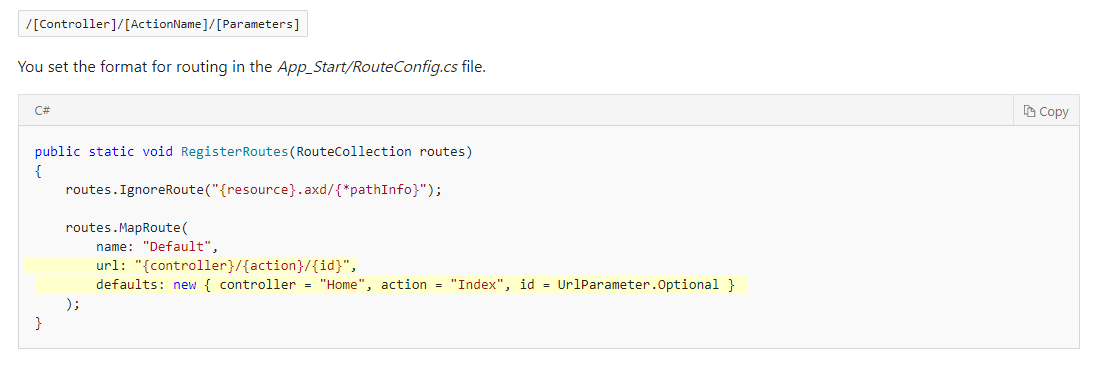 /[Controller]/[ActionName]/[Parameters]
You set the format for routing in the App_Start/RouteConfig.cs file.
C#
Copy
public static void RegisterRoutes(RouteCollection routes)
{
    routes.IgnoreRoute("{resource}.axd/{*pathInfo}");

    routes.MapRoute(
        name: "Default",
        url: "{controller}/{action}/{id}",
        defaults: new { controller = "Home", action = "Index", id = UrlParameter.Optional }
    );
}